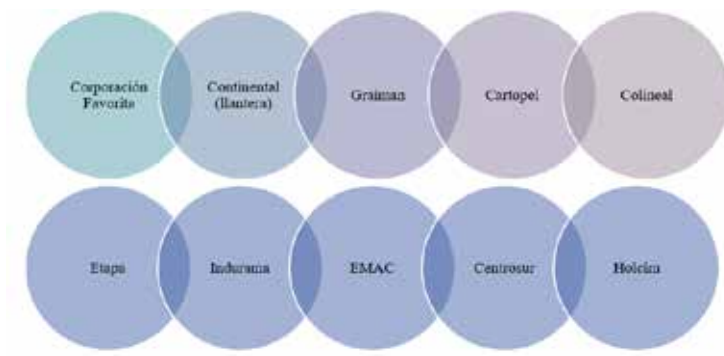 Corporación
Favorita
Continental
(llantera)
Graiman
Cartopel
Colineal
Etapa
Indurama
EMAC
Centrosur
Holcim